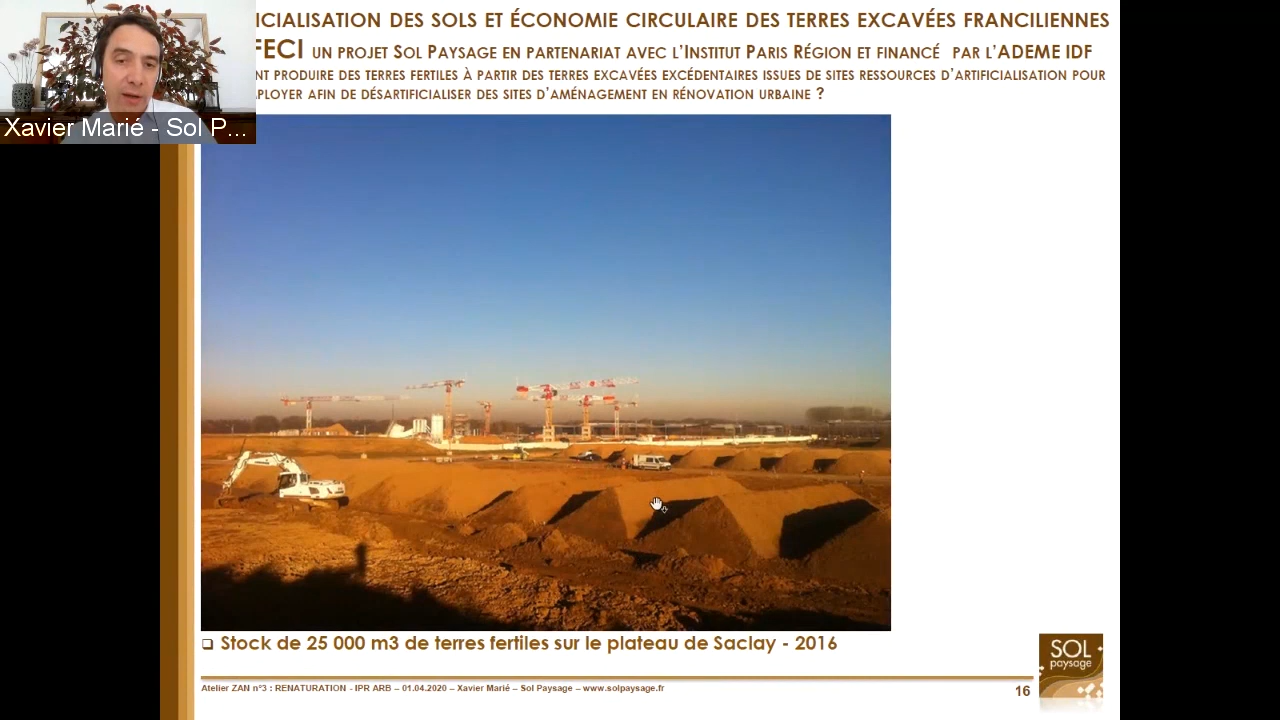 ICIALISATION DES SOLS ET ÉCONOMIE CIRCULAIRE DES TERRES EXCAVÉES FRANCILIENNES
FECI UN PROJET SOL PAYSAGE EN PARTENARIAT AVEC L'INSTITUT PARIS RÉGION ET FINANCÉ PAR L'ADEME IDF
NT PRODUIRE DES TERRES FERTILES À PARTIR DES TERRES EXCAVÉES EXCÉDENTAIRES ISSUES DE SITES RESSOURCES D'ARTIFICIALISATION POUR
PLOYER AFIN DE DÉSARTIFICIALISER DES SITES D'AMÉNAGEMENT EN RÉNOVATION URBAINE ?
Xavier Marié - Sol P...
Stock de 25 000 m3 de terres fertiles sur le plateau de Saclay - 2016
Atelier ZAN n°3 : RENATURATION - IPR ARB – 01.04.2020 – Xavier Marié – Sol Paysage – www.solpaysage.fr
16
SOL
paysage